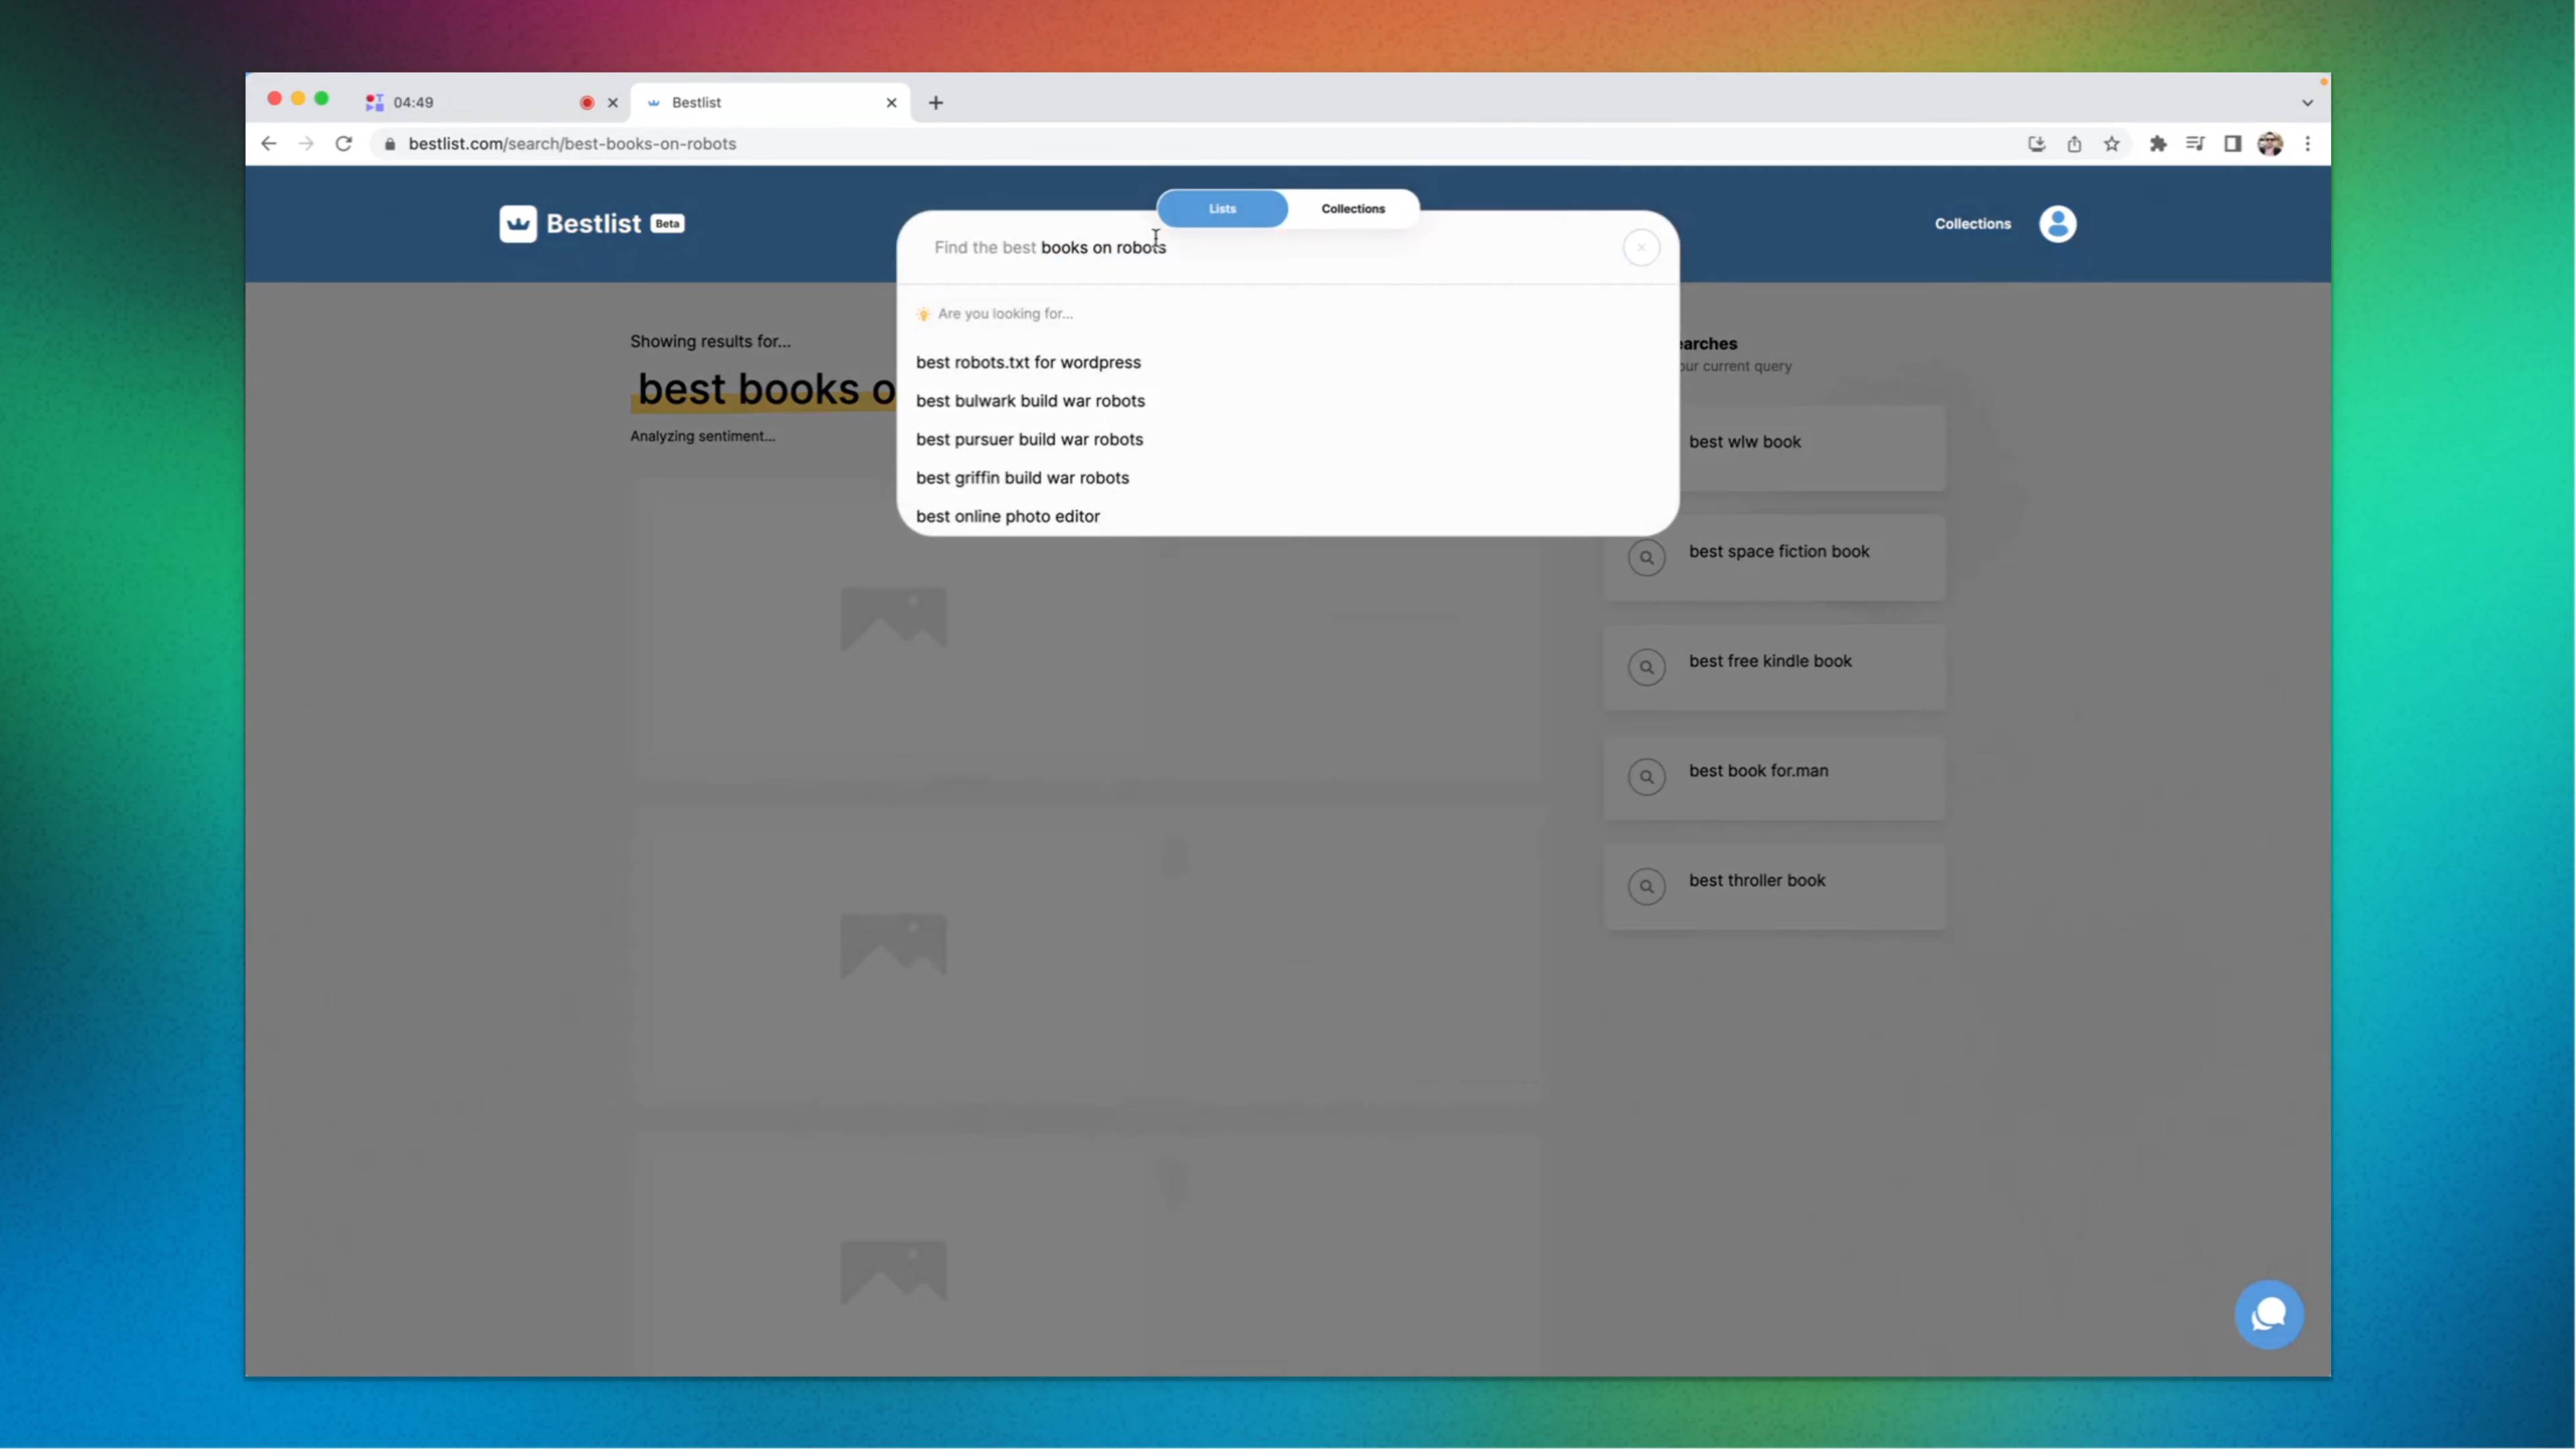 04:49
Bestlist
bestlist.com/search/best-books-on-robots
Bestlist Beta
Lists
Collections
Collections
Find the best books on robots
Are you looking for...
best robots.txt for wordpress
best bulwark build war robots
best pursuer build war robots
best griffin build war robots
best online photo editor
Showing results for...
best books o
Analyzing sentiment...
earches
our current query
best wlw book
best space fiction book
best free kindle book
best book for.man
best throller book